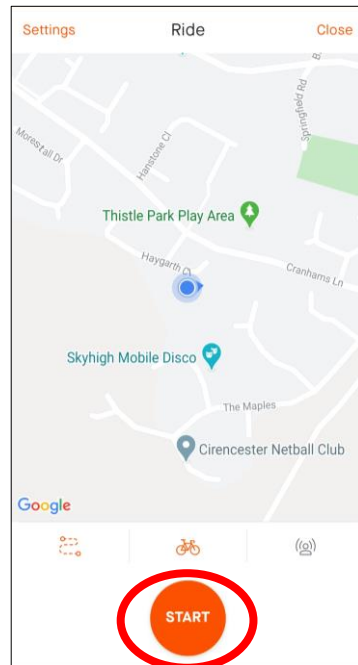 Settings Ride Close
B
Springfield Rd
Hanstone Cl
Morestall Dr
Thistle Park Play Area
Haygarth Cl
Cranhams Ln
Skyhigh Mobile Disco
The Maples
Cirencester Netball Club
Google
START